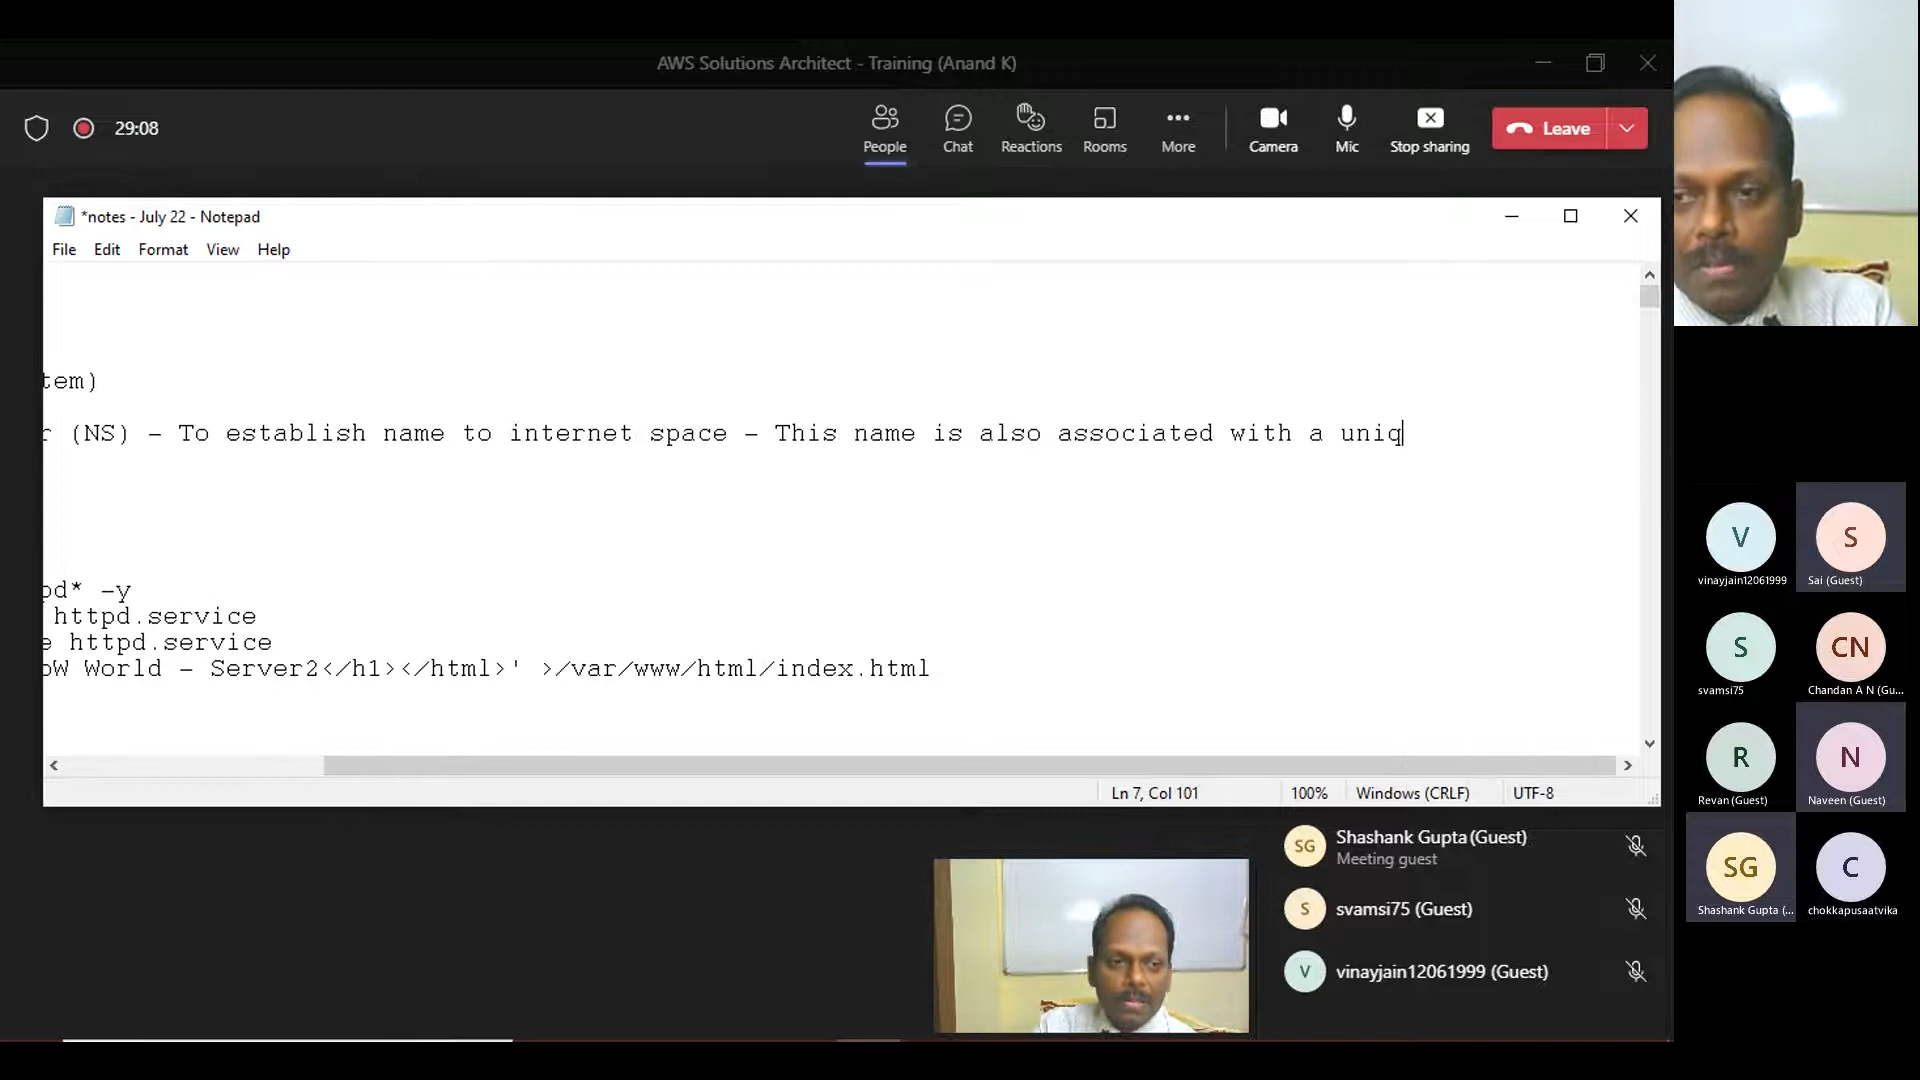 AWS Solutions Architect - Training (Anand K)
29:08
People
Chat
Reactions
Rooms
More
Camera
Mic
Stop sharing
Leave
*notes - July 22 - Notepad
File Edit Format View Help
tem)
r (NS) - To establish name to internet space - This name is also associated with a uniq
pd* -y
httpd.service
e httpd.service
oW World - Server2</h1></html>' >/var/www/html/index.html
Ln 7, Col 101
100%
Windows (CRLF)
UTF-8
SG
Shashank Gupta (Guest)
Meeting guest
S
svamsi75 (Guest)
V
vinayjain12061999 (Guest)
V
vinayjain12061999
S
Sai (Guest)
S
svamsi75
CN
Chandan A N (Gu...
R
Revan (Guest)
N
Naveen (Guest)
SG
Shashank Gupta (...
C
chokkapusaatvika